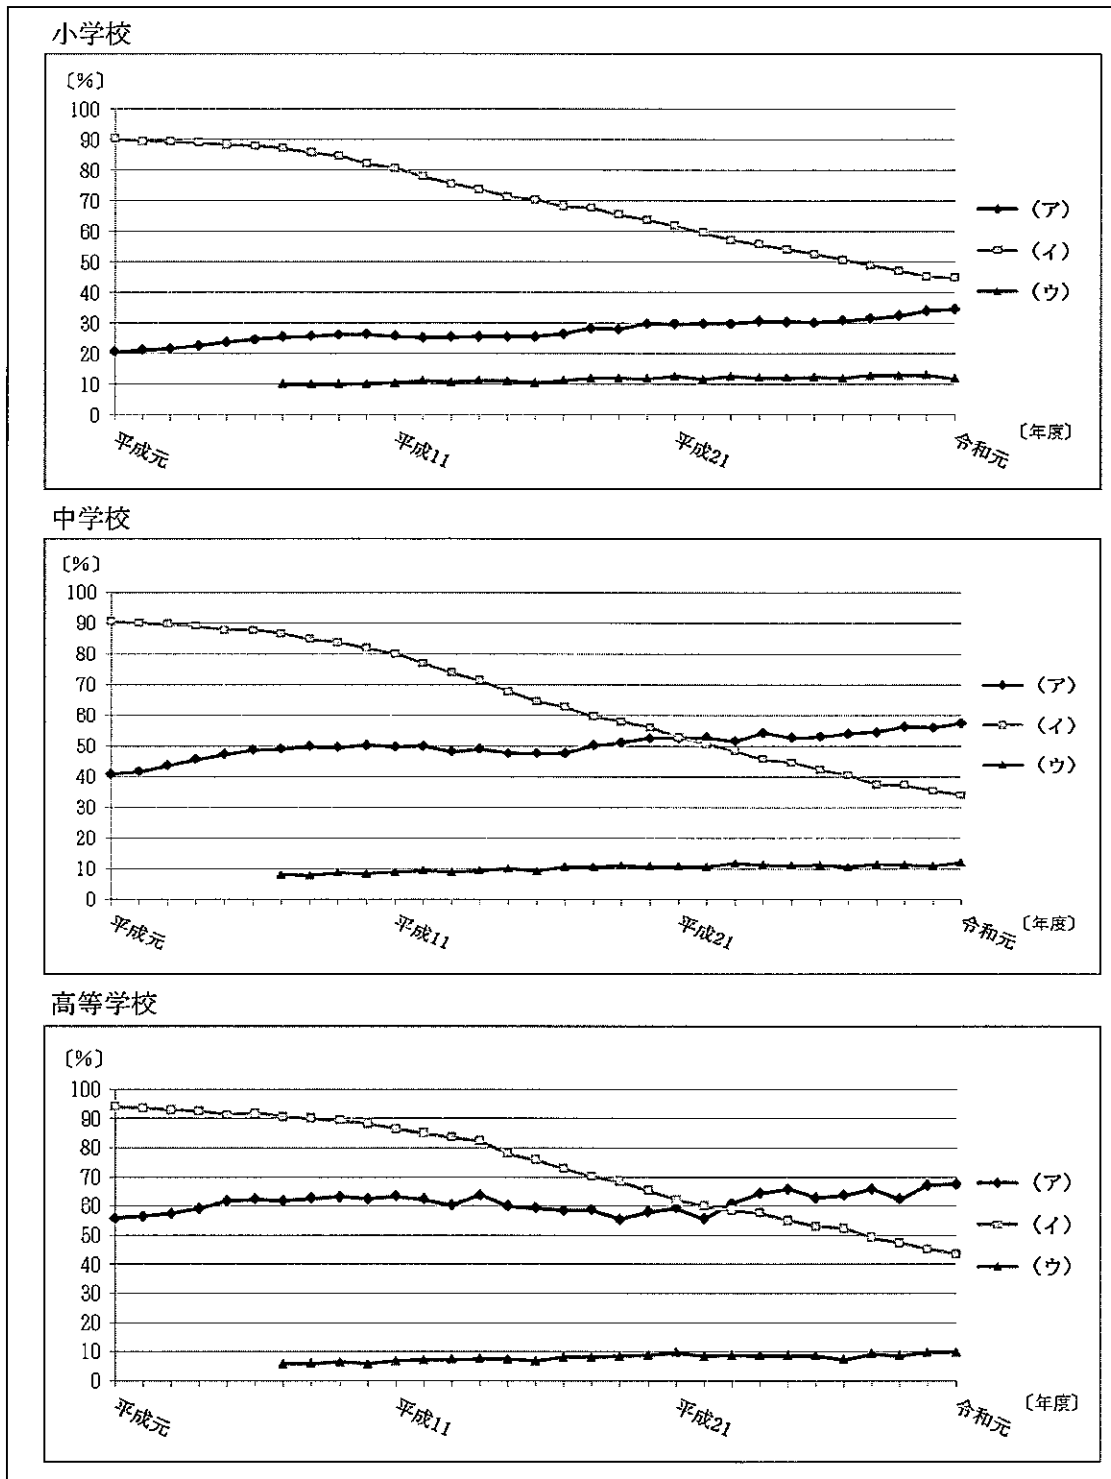 小学校
〔%〕
100
90
80
70
60
50
40
30
20
10
0
(ア)
(イ)
(ウ)
平成元
平成11
平成21
令和元
〔年度〕
中学校
〔%〕
100
90
80
70
60
50
40
30
20
10
0
(ア)
(イ)
(ウ)
平成元
平成11
平成21
令和元
〔年度〕
高等学校
〔%〕
100
90
80
70
60
50
40
30
20
10
0
(ア)
(イ)
(ウ)
平成元
平成11
平成21
令和元
〔年度〕